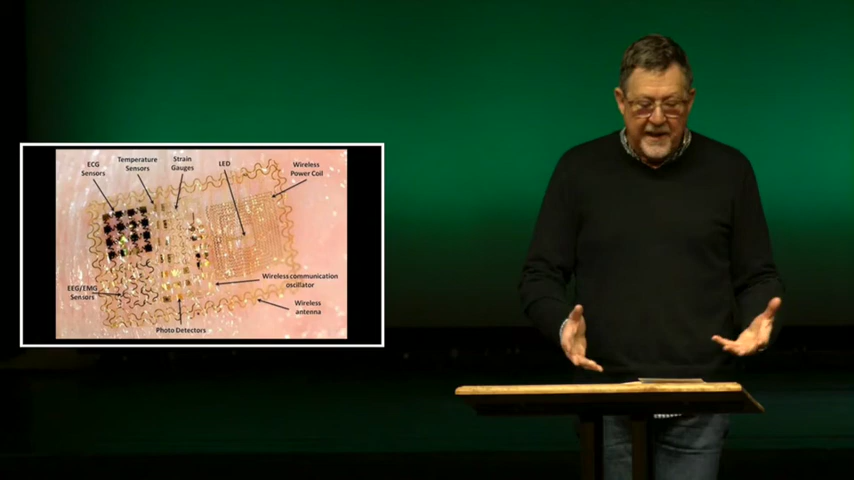 ECG
Sensors
Temperature
Sensors
Strain
Gauges
LED
Wireless
Power Coil
EEG/EMG
Sensors
Wireless communication
oscillator
Wireless
antenna
Photo Detectors